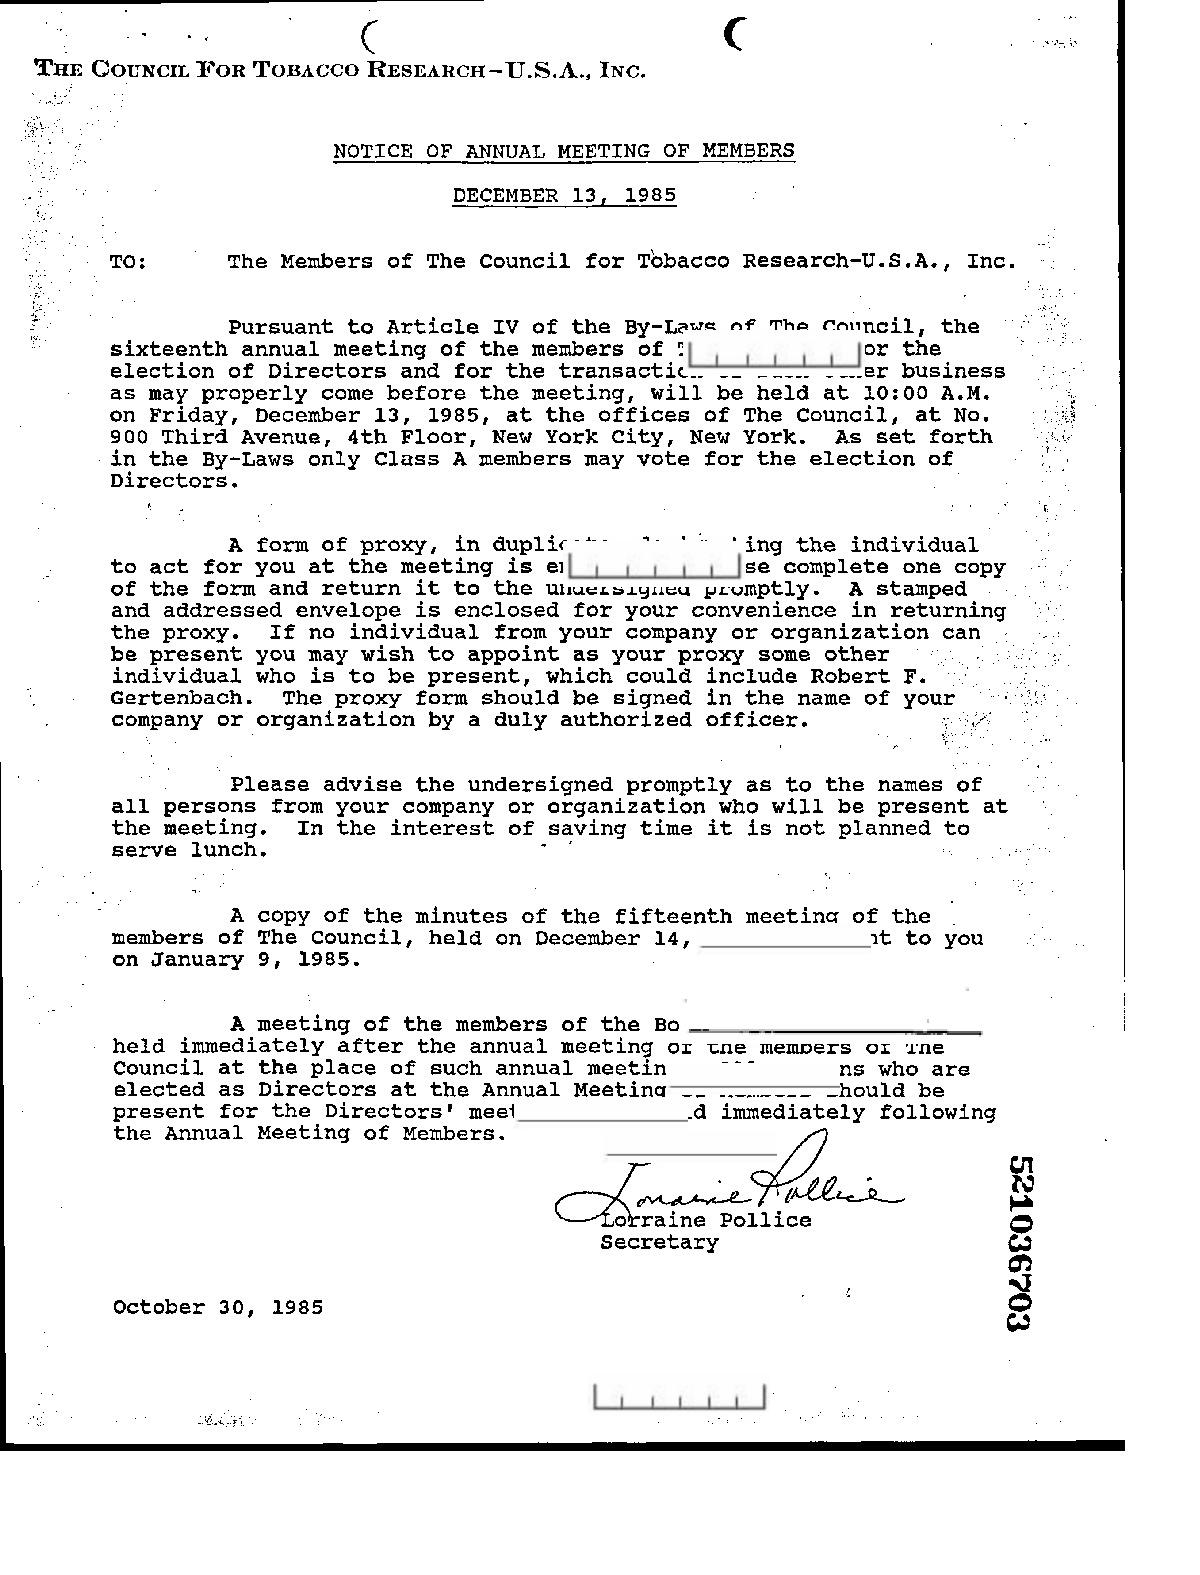 THE COUNCIL FOR TOBACCO RESEARCH-U.S.A., INC.
NOTICE OF ANNUAL MEETING OF MEMBERS
DECEMBER 13, 1985
TO: The Members of The Council for Tobacco Research-U.S.A., Inc.
Pursuant to Article IV of the By-Laws of The Council, the
sixteenth annual meeting of the members of or the
election of Directors and for the er business
as may properly come before the meeting, will be held at 10:00 A.M.
on Friday, December 13, 1985, at the offices of The Council, at No.
900 Third Avenue, 4th Floor, New York City, New York. As set forth
in the By-Laws only Class A members may vote for the election of
Directors.
A form of proxy, in ing the individual
to act for you at the meeting is se complete one copy
of the form and return it to the undersigned promptly. A stamped
and addressed envelope is enclosed for your convenience in returning
the proxy. If no individual from your company or organization can
be present you may wish to appoint as your proxy some other
individual who is to be present, which could include Robert F.
Gertenbach. The proxy form should be signed in the name of your
company or organization by a duly authorized officer.
Please advise the undersigned promptly as to the names of
all persons from your company or organization who will be present at
the meeting. In the interest of saving time it is not planned to
serve lunch.
A copy of the minutes of the fifteenth meeting of the
members of The Council, held on December 14, to you
on January 9, 1985.
A meeting of the members of the Bo
held immediately after the annual meeting of the members of The
Council at the place of such annual meetin ns who are
elected as Directors at the Annual Meeting hould be
present for the Directors' meet d immediately following
the Annual Meeting of Members.
Lorraine Pollice
Lorraine Pollice
Secretary
October 30, 1985
521036703